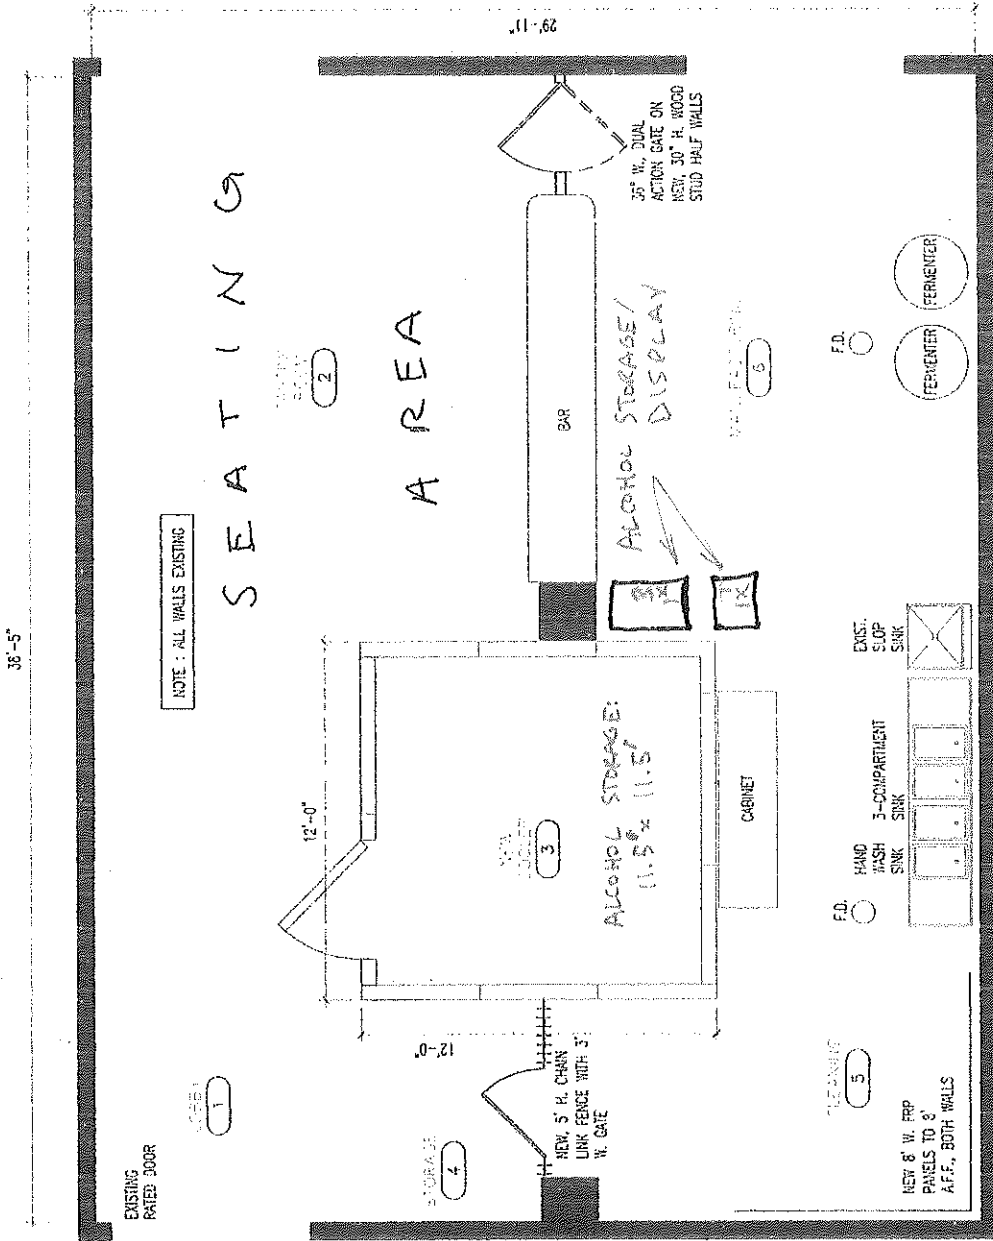 38'-5"
29'-11"
EXISTING
RATED DOOR
1
NOTE : ALL WALLS EXISTING
SEATING
AREA
2
12'-0"
12'-0"
STORAGE
4
NEW, 5' H. CHAIN
LINK FENCE WITH 3'
W. GATE
3
ALCOHOL STORAGE:
11.5' x 11.5'
BAR
36" W., DUAL
ACTION GATE ON
NEW, 30" H. WOOD
STUD HALF WALLS
ALCOHOL STORAGE/
DISPLAY
6
CABINET
5
NEW 8' W. FRP
PANELS TO 8'
A.F.F., BOTH WALLS
F.D.
HAND
WASH
SINK
3-COMPARTMENT
SINK
EXIST.
SLOP
SINK
F.D.
FERMENTER
FERMENTER